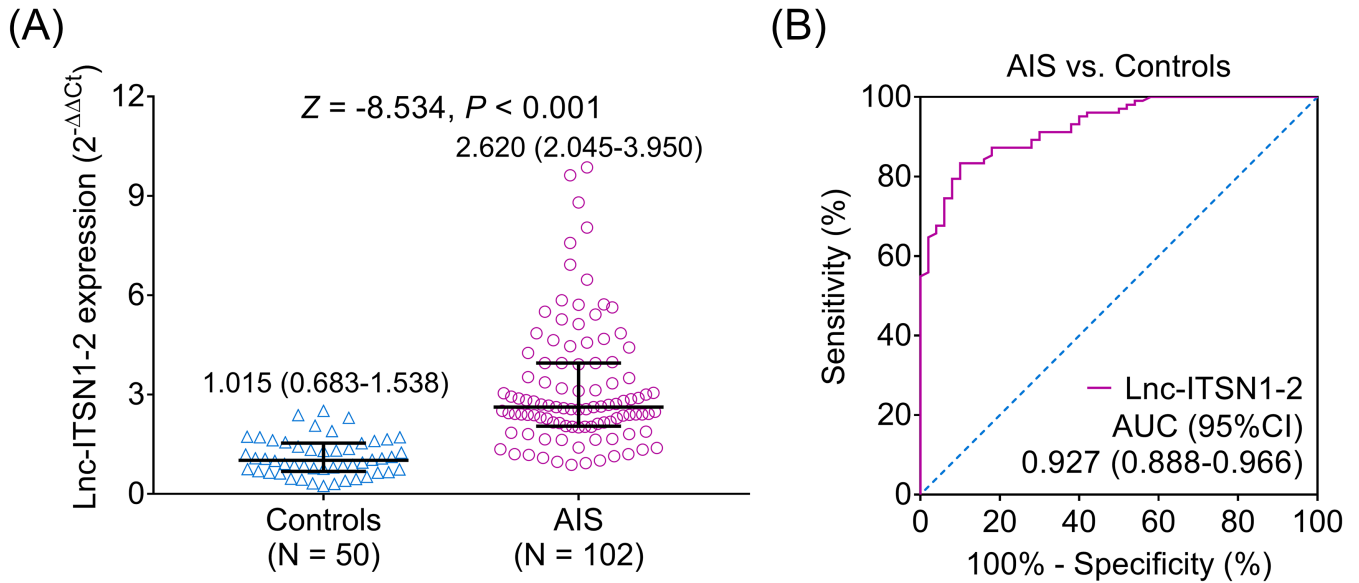 (A)
Lnc-ITSN1-2 expression (2^-ΔΔCt)
12
9
6
3
0
Z = -8.534, P < 0.001
2.620 (2.045-3.950)
1.015 (0.683-1.538)
Controls
(N = 50)
AIS
(N = 102)
(B)
AIS vs. Controls
Sensitivity (%)
100
80
60
40
20
0
Lnc-ITSN1-2
AUC (95%CI)
0.927 (0.888-0.966)
0 20 40 60 80 100
100% - Specificity (%)